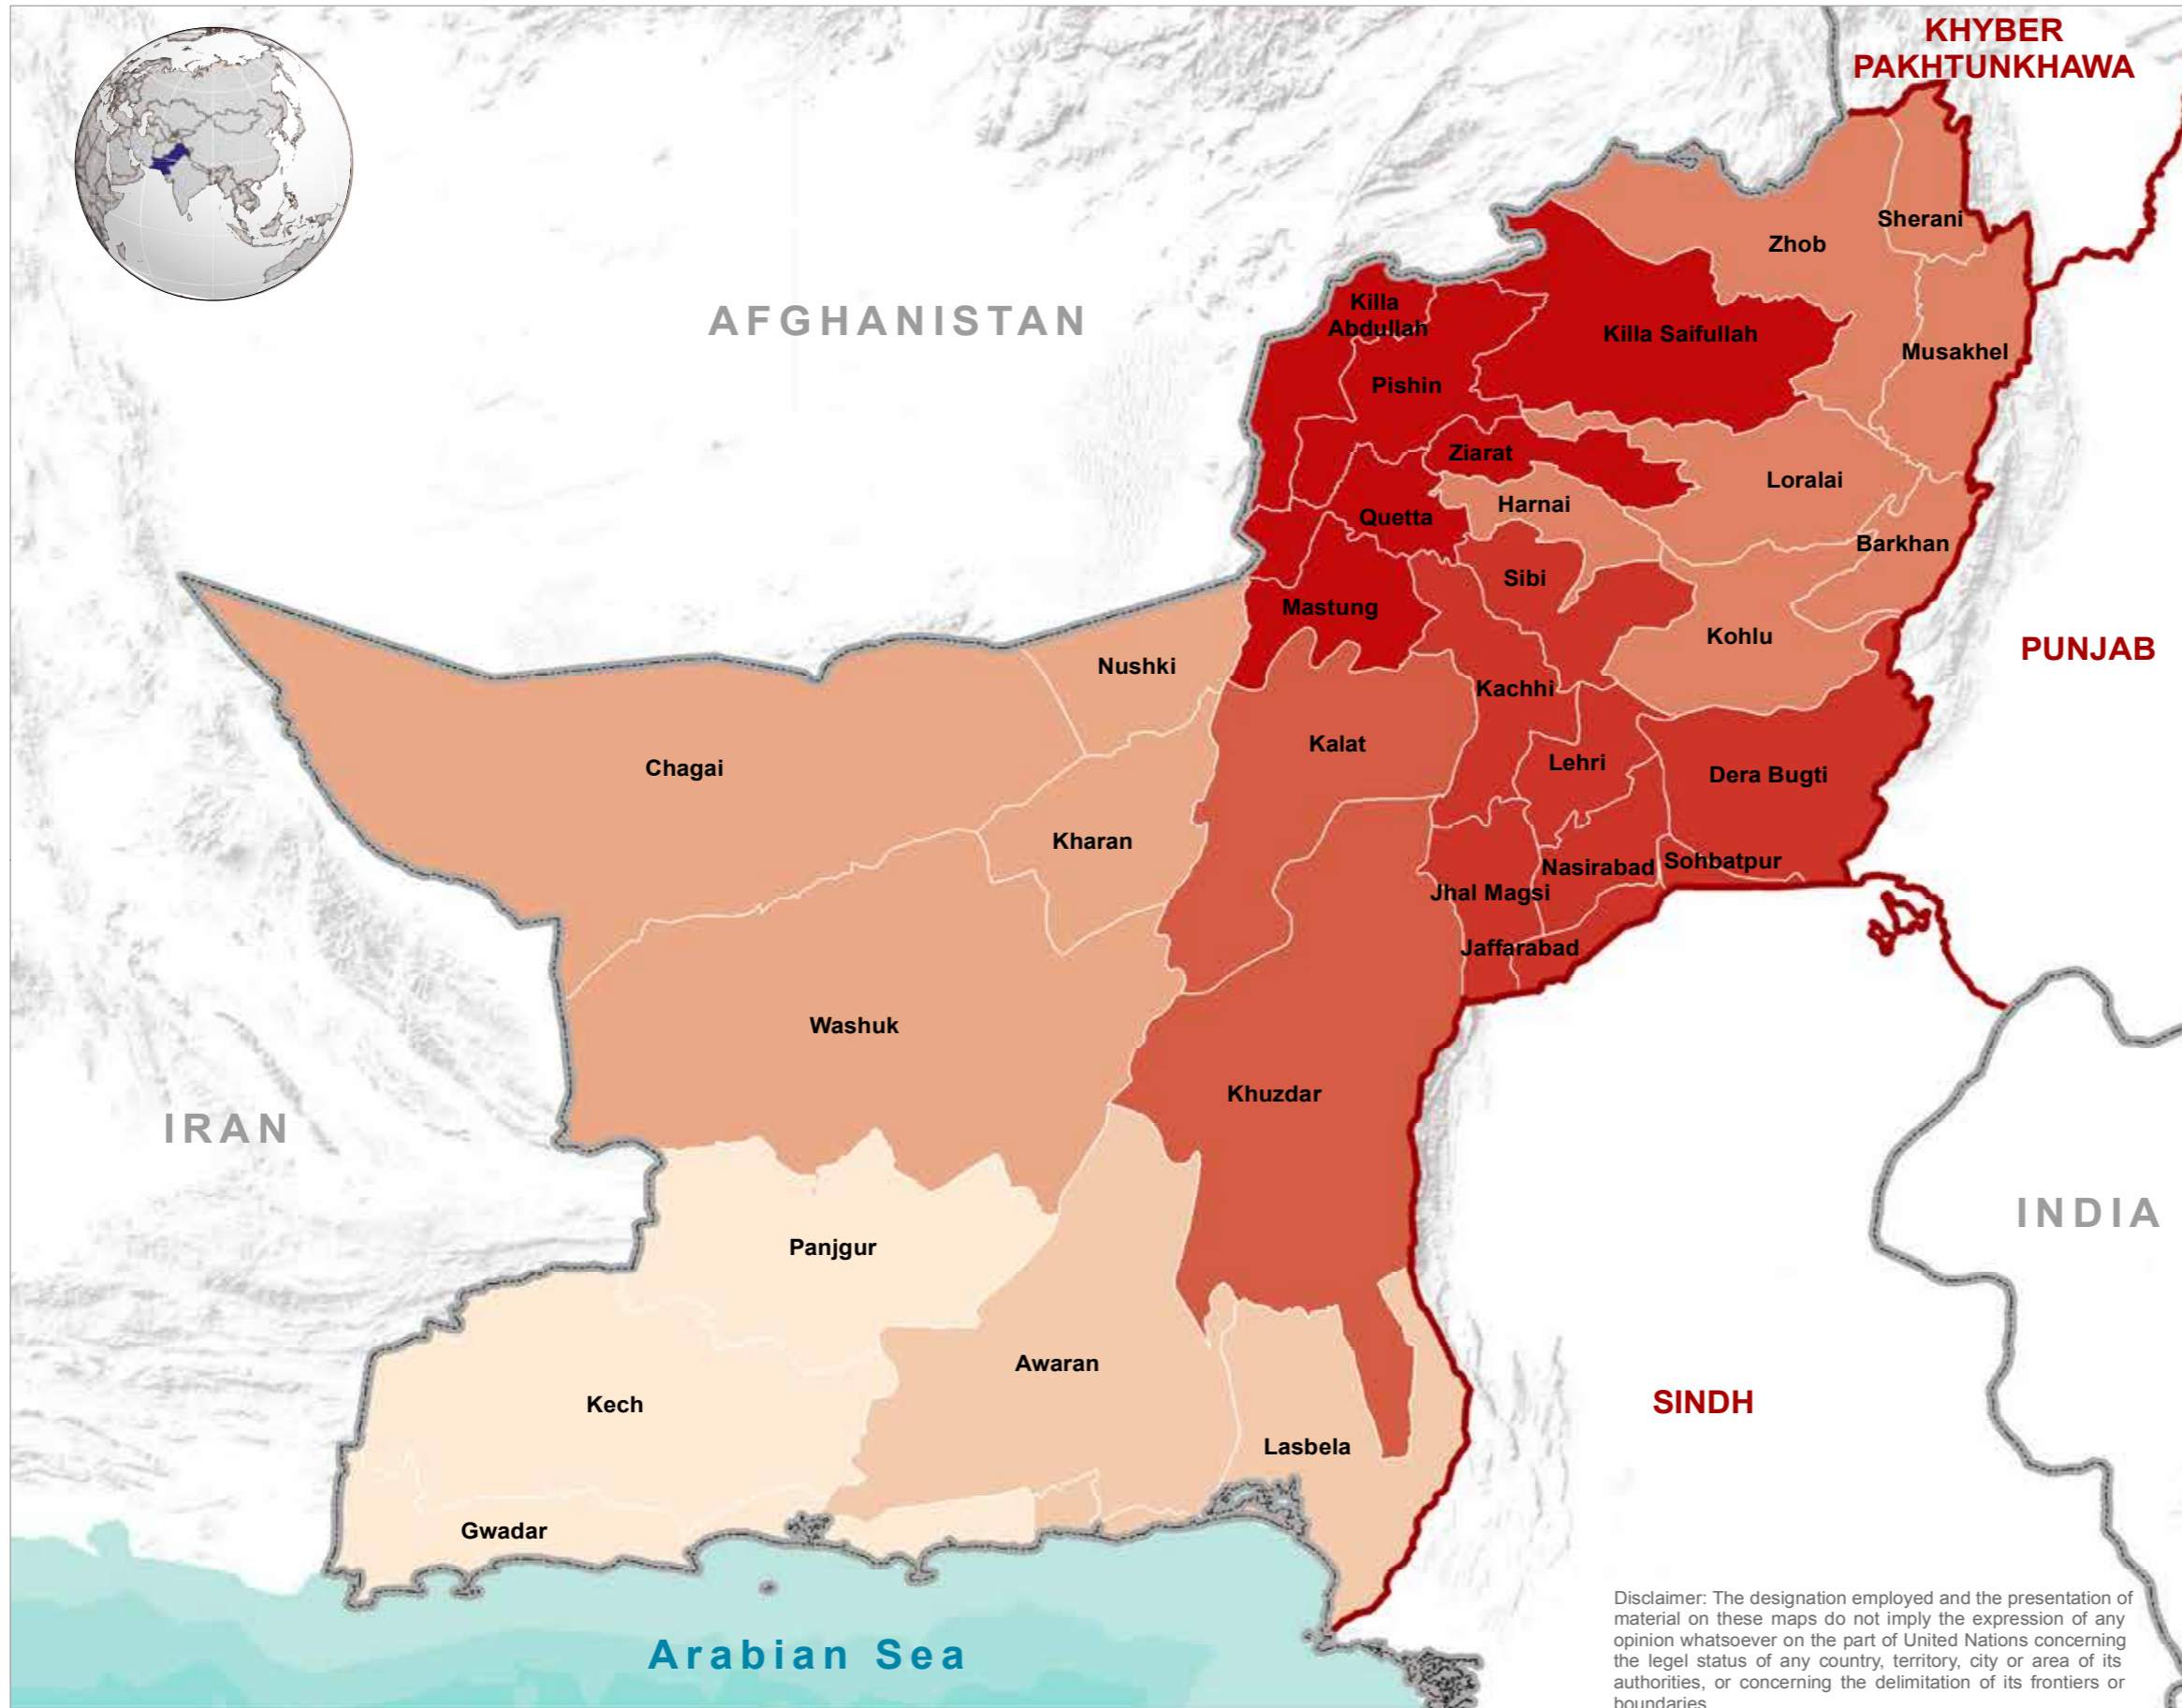 KHYBER
PAKHTUNKHAWA
Sherani
Zhob
Killa
Abdullah
AFGHANISTAN
Killa Saifullah
Musakhel
Pishin
Ziarat
Loralai
Harnai
Quetta
Barkhan
Sibi
Mastung
Kohlu
PUNJAB
Nushki
Kachhi
Kalat
Lehri
Chagai
Dera Bugti
Kharan
Sohbatpur
Nasirabad
Jhal Magsi
Jaffarabad
Washuk
Khuzdar
IRAN
INDIA
Panjgur
Awaran
Kech
SINDH
Lasbela
Gwadar
Arabian Sea
Disclaimer: The designation employed and the presentation of
material on these maps do not imply the expression of any
opinion whatsoever on the part of United Nations concerning
the legel status of any country, territory, city or area of its
authorities, or concerning the delimitation of its frontiers or
boundaries